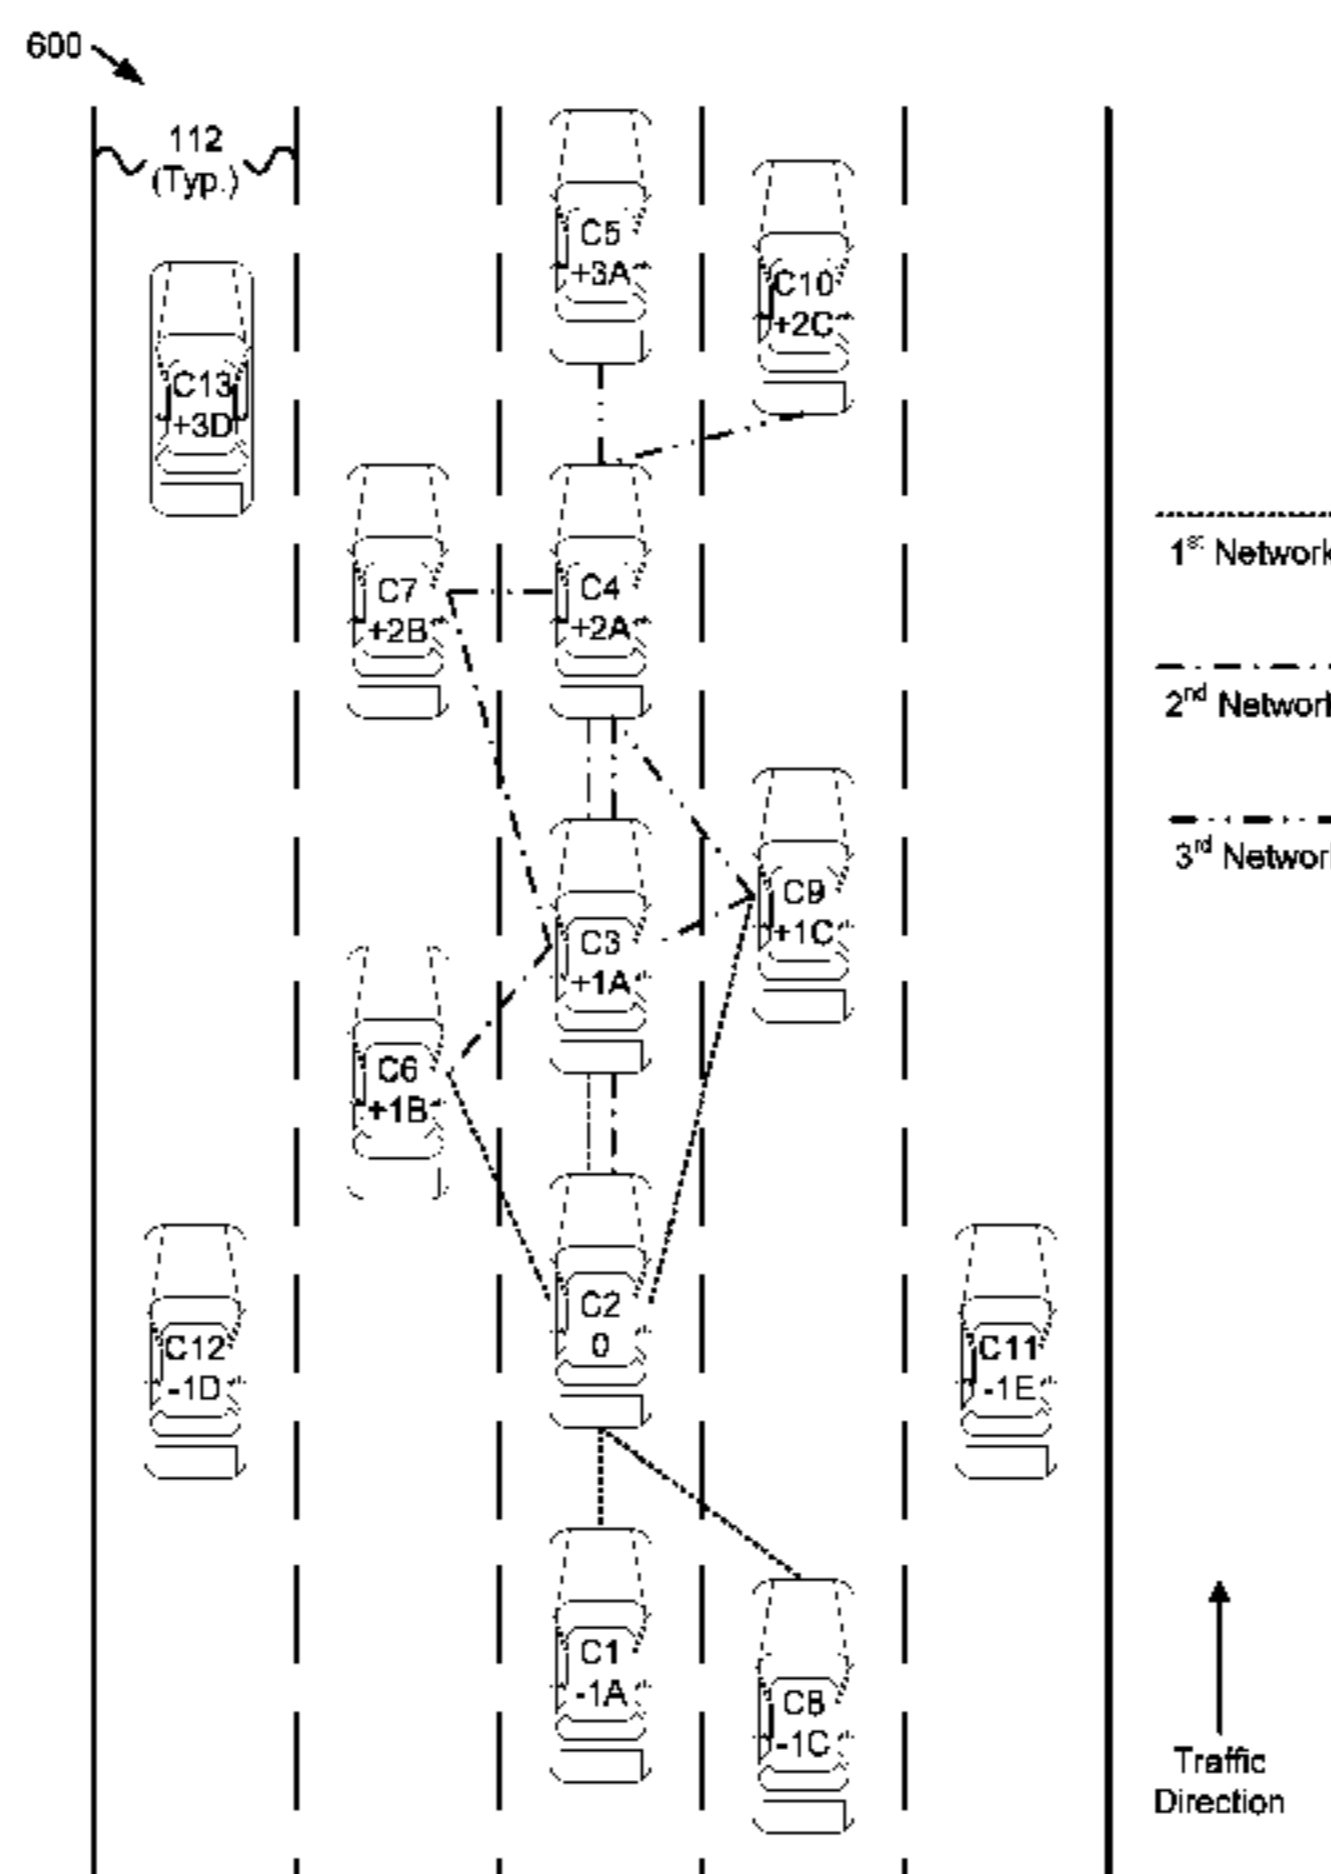 600
112
(Typ.)
C5
+3A
C10
+2C
C13
+3D
C7
+2B
C4
+2A
1st Network
2nd Network
3rd Network
C9
+1C
C3
+1A
C6
+1B
C2
0
C12
-1D
C11
-1E
C1
-1A
C8
-1C
Traffic
Direction